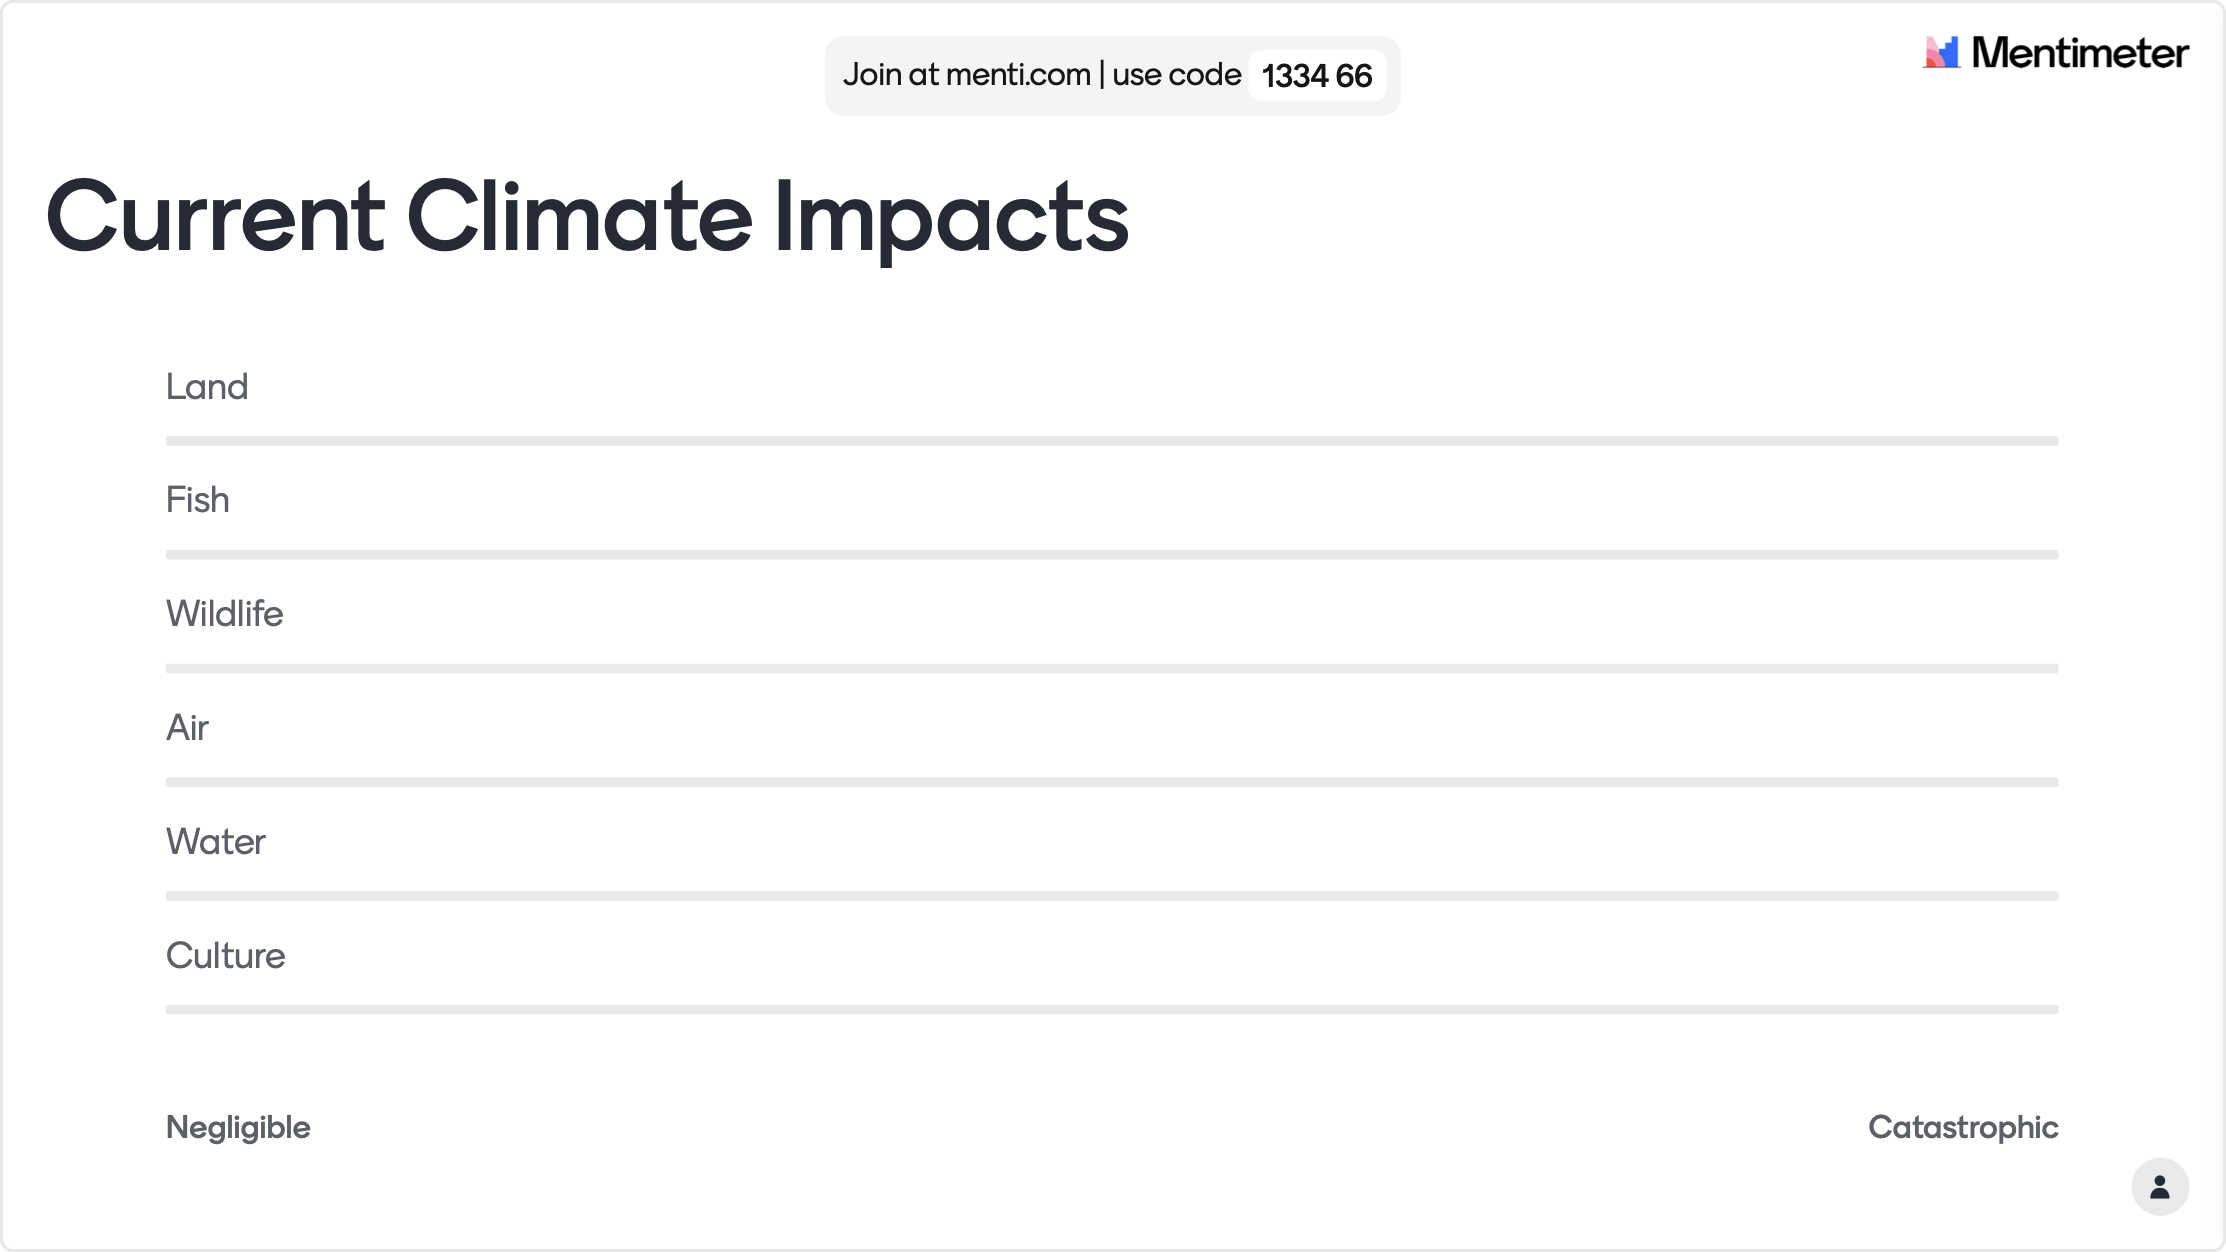 Join at menti.com | use code 1334 66
Mentimeter
Current Climate Impacts
Land
Fish
Wildlife
Air
Water
Culture
Negligible
Catastrophic